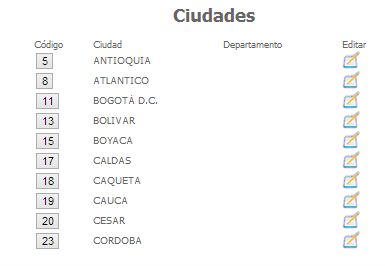 Ciudades
Código Ciudad Departamento Editar
5 ANTIOQUIA
8 ATLANTICO
11 BOGOTÁ D.C.
13 BOLIVAR
15 BOYACA
17 CALDAS
18 CAQUETA
19 CAUCA
20 CESAR
23 CORDOBA